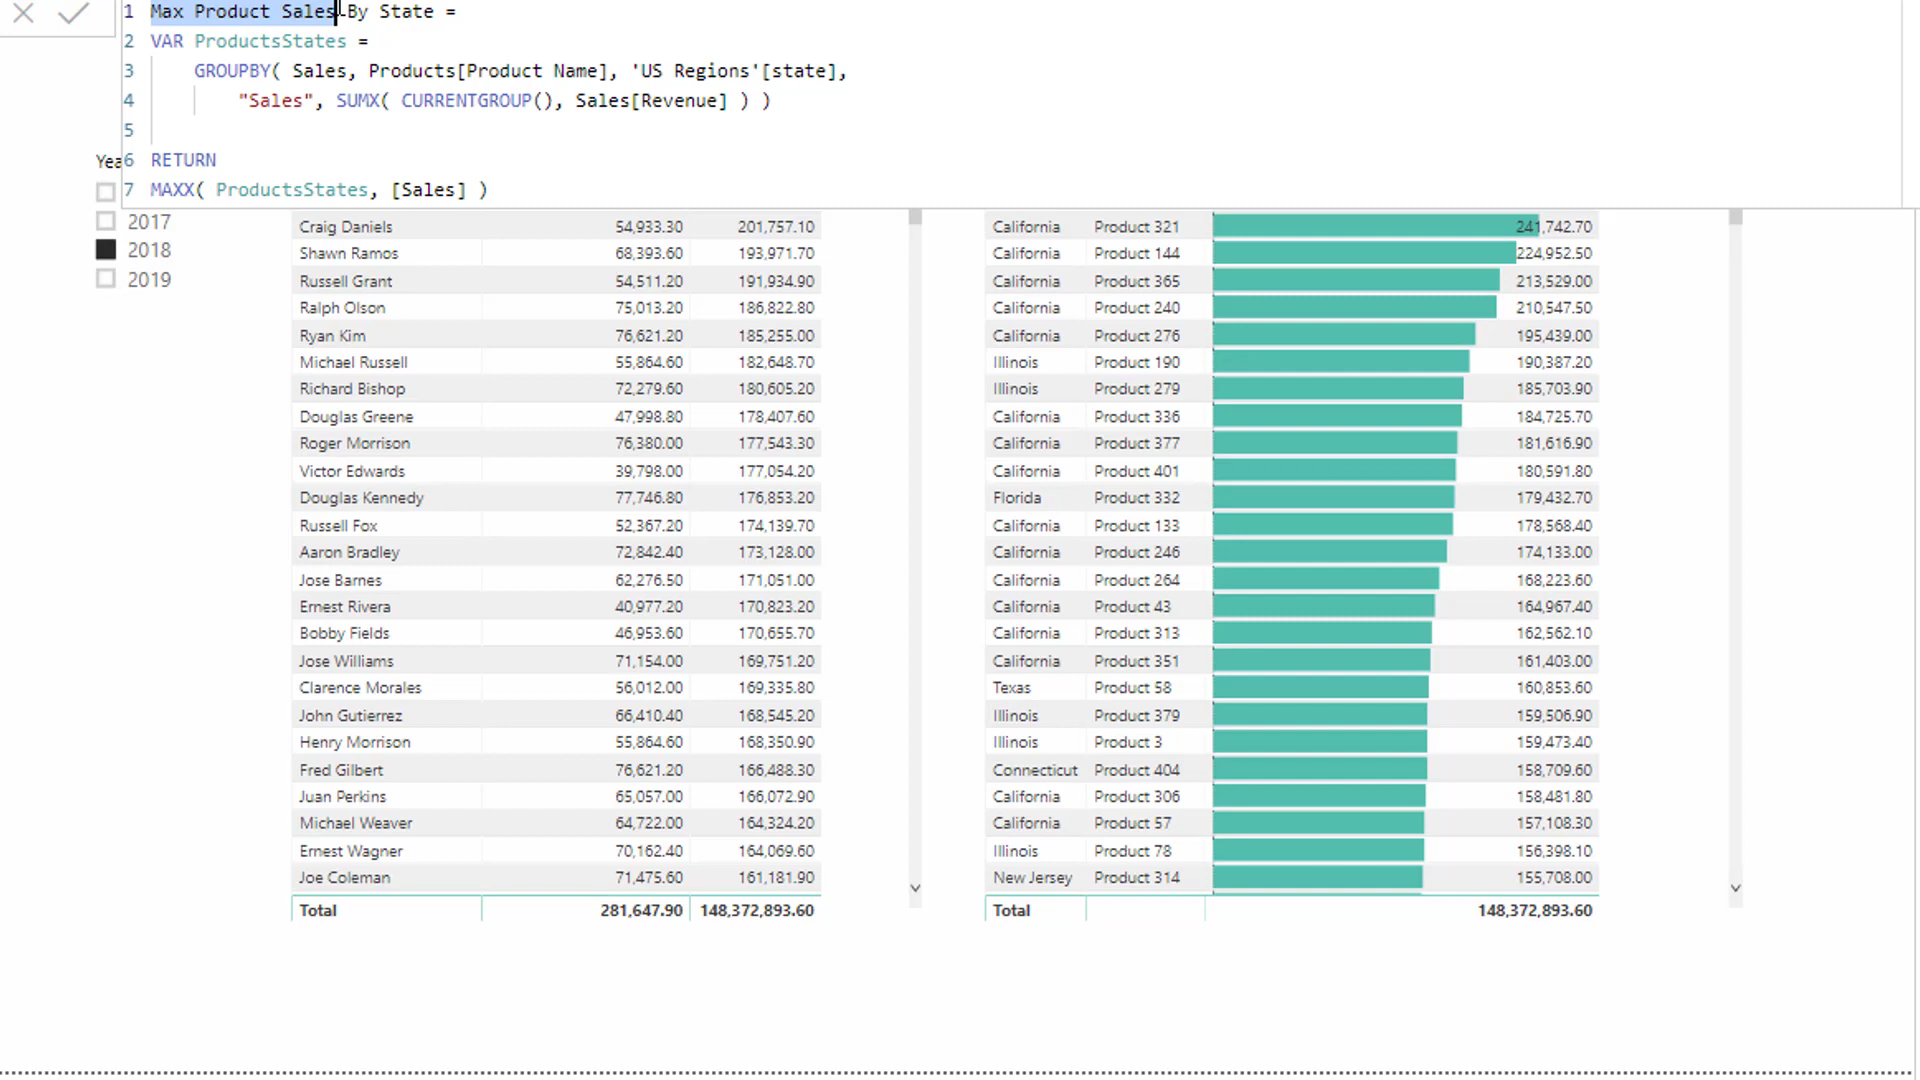 1 Max Product Sales By State =
2 VAR ProductsStates =
3 GROUPBY( Sales, Products[Product Name], 'US Regions'[state],
4 "Sales", SUMX( CURRENTGROUP(), Sales[Revenue] ) )
5
6 RETURN
7 MAXX( ProductsStates, [Sales] )
Yea
2017
2018
2019
Craig Daniels 54,933.30 201,757.10
Shawn Ramos 68,393.60 193,971.70
Russell Grant 54,511.20 191,934.90
Ralph Olson 75,013.20 186,822.80
Ryan Kim 76,621.20 185,255.00
Michael Russell 55,864.60 182,648.70
Richard Bishop 72,279.60 180,605.20
Douglas Greene 47,998.80 178,407.60
Roger Morrison 76,380.00 177,543.30
Victor Edwards 39,798.00 177,054.20
Douglas Kennedy 77,746.80 176,853.20
Russell Fox 52,367.20 174,139.70
Aaron Bradley 72,842.40 173,128.00
Jose Barnes 62,276.50 171,051.00
Ernest Rivera 40,977.20 170,823.20
Bobby Fields 46,953.60 170,655.70
Jose Williams 71,154.00 169,751.20
Clarence Morales 56,012.00 169,335.80
John Gutierrez 66,410.40 168,545.20
Henry Morrison 55,864.60 168,350.90
Fred Gilbert 76,621.20 166,488.30
Juan Perkins 65,057.00 166,072.90
Michael Weaver 64,722.00 164,324.20
Ernest Wagner 70,162.40 164,069.60
Joe Coleman 71,475.60 161,181.90
Total 281,647.90 148,372,893.60
California Product 321 241,742.70
California Product 144 224,952.50
California Product 365 213,529.00
California Product 240 210,547.50
California Product 276 195,439.00
Illinois Product 190 190,387.20
Illinois Product 279 185,703.90
California Product 336 184,725.70
California Product 377 181,616.90
California Product 401 180,591.80
Florida Product 332 179,432.70
California Product 133 178,568.40
California Product 246 174,133.00
California Product 264 168,223.60
California Product 43 164,967.40
California Product 313 162,562.10
California Product 351 161,403.00
Texas Product 58 160,853.60
Illinois Product 379 159,506.90
Illinois Product 3 159,473.40
Connecticut Product 404 158,709.60
California Product 306 158,481.80
California Product 57 157,108.30
Illinois Product 78 156,398.10
New Jersey Product 314 155,708.00
Total 148,372,893.60